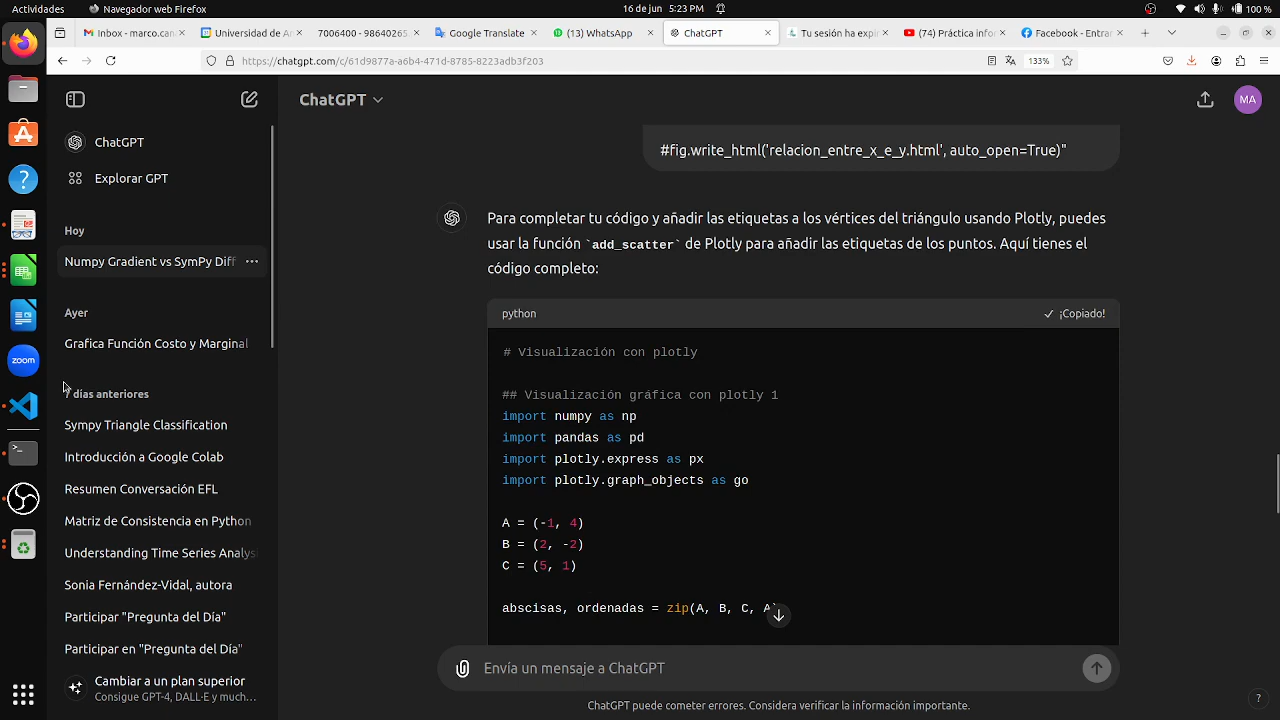 Actividades
Navegador web Firefox
16 de jun 5:23 PM
100 %
Inbox - marco.can
Universidad de A
7006400 - 9864026
Google Translate
(13) WhatsApp
ChatGPT
Tu sesión ha expi
(74) Práctica info
Facebook - Entra
https://chatgpt.com/c/61d9877a-a6b4-471d-8785-8223adb3f203
133%
ChatGPT
MA
ChatGPT
Explorar GPT
Hoy
Numpy Gradient vs SymPy Diff
Ayer
Grafica Función Costo y Marginal
7 días anteriores
Sympy Triangle Classification
Introducción a Google Colab
Resumen Conversación EFL
Matriz de Consistencia en Python
Understanding Time Series Analys
Sonia Fernández-Vidal, autora
Participar "Pregunta del Día"
Participar en "Pregunta del Día"
Cambiar a un plan superior
Consigue GPT-4, DALL·E y much...
#fig.write_html('relacion_entre_x_e_y.html', auto_open=True)"
Para completar tu código y añadir las etiquetas a los vértices del triángulo usando Plotly, puedes
usar la función `add_scatter` de Plotly para añadir las etiquetas de los puntos. Aquí tienes el
código completo:
python
¡Copiado!
# Visualización con plotly
## Visualización gráfica con plotly 1
import numpy as np
import pandas as pd
import plotly.express as px
import plotly.graph_objects as go
A = (-1, 4)
B = (2, -2)
C = (5, 1)
abscisas, ordenadas = zip(A, B, C, A)
Envía un mensaje a ChatGPT
ChatGPT puede cometer errores. Considera verificar la información importante.
?
zoom